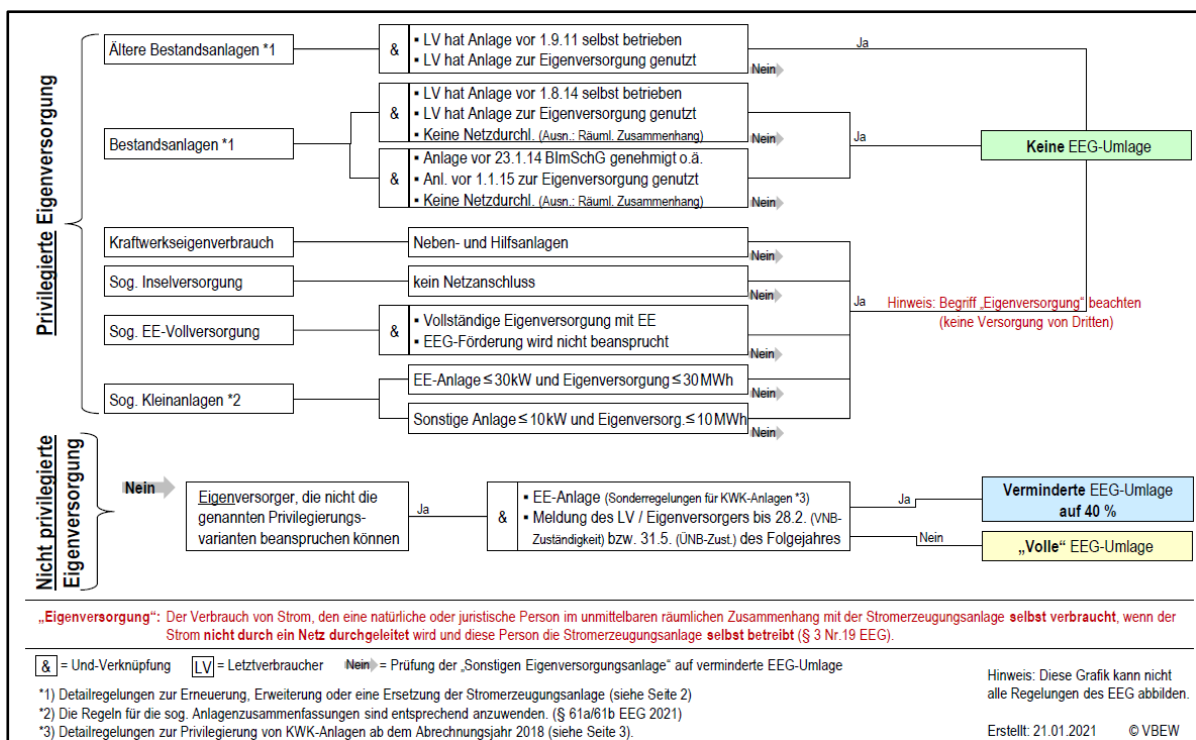 Privilegierte Eigenversorgung
Ältere Bestandsanlagen *1
&
▪ LV hat Anlage vor 1.9.11 selbst betrieben
▪ LV hat Anlage zur Eigenversorgung genutzt
Nein
Ja
Bestandsanlagen *1
&
▪ LV hat Anlage vor 1.8.14 selbst betrieben
▪ LV hat Anlage zur Eigenversorgung genutzt
▪ Keine Netzdurchl. (Ausn.: Räuml. Zusammenhang)
Nein
&
▪ Anlage vor 23.1.14 BImSchG genehmigt o.ä.
▪ Anl. vor 1.1.15 zur Eigenversorgung genutzt
▪ Keine Netzdurchl. (Ausn.: Räuml. Zusammenhang)
Nein
Ja
Keine EEG-Umlage
Kraftwerkseigenverbrauch
Neben- und Hilfsanlagen
Nein
Sog. Inselversorgung
kein Netzanschluss
Nein
Sog. EE-Vollversorgung
&
▪ Vollständige Eigenversorgung mit EE
▪ EEG-Förderung wird nicht beansprucht
Nein
Ja
Hinweis: Begriff „Eigenversorgung“ beachten
(keine Versorgung von Dritten)
Sog. Kleinanlagen *2
EE-Anlage ≤ 30kW und Eigenversorgung ≤ 30MWh
Nein
Sonstige Anlage ≤ 10kW und Eigenversorg. ≤ 10MWh
Nein
Nicht privilegierte
Eigenversorgung
Nein
Eigenversorger, die nicht die
genannten Privilegierungs-
varianten beanspruchen können
Ja
&
▪ EE-Anlage (Sonderregelungen für KWK-Anlagen *3)
▪ Meldung des LV / Eigenversorgers bis 28.2. (VNB-
Zuständigkeit) bzw. 31.5. (ÜNB-Zust.) des Folgejahres
Ja
Verminderte EEG-Umlage
auf 40 %
Nein
„Volle“ EEG-Umlage
„Eigenversorgung“: Der Verbrauch von Strom, den eine natürliche oder juristische Person im unmittelbaren räumlichen Zusammenhang mit der Stromerzeugungsanlage selbst verbraucht, wenn der
Strom nicht durch ein Netz durchgeleitet wird und diese Person die Stromerzeugungsanlage selbst betreibt (§ 3 Nr.19 EEG).
& = Und-Verknüpfung LV = Letztverbraucher Nein = Prüfung der „Sonstigen Eigenversorgungsanlage“ auf verminderte EEG-Umlage
*1) Detailregelungen zur Erneuerung, Erweiterung oder eine Ersetzung der Stromerzeugungsanlage (siehe Seite 2)
*2) Die Regeln für die sog. Anlagenzusammenfassungen sind entsprechend anzuwenden. (§ 61a/61b EEG 2021)
*3) Detailregelungen zur Privilegierung von KWK-Anlagen ab dem Abrechnungsjahr 2018 (siehe Seite 3).
Hinweis: Diese Grafik kann nicht
alle Regelungen des EEG abbilden.
Erstellt: 21.01.2021 © VBEW